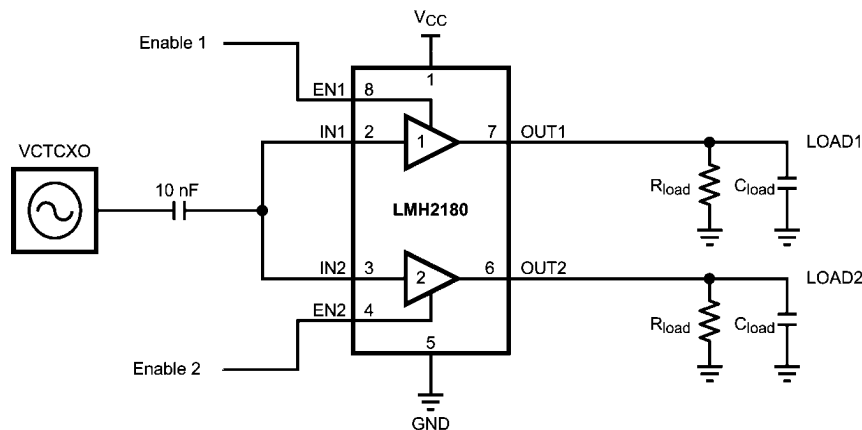 VCC
Enable 1
1
EN1 8
IN1 2 1 7 OUT1 LOAD1
VCTCXO
10 nF
Rload Cload
LMH2180
IN2 3 2 6 OUT2 LOAD2
EN2 4
Rload Cload
5
Enable 2
GND